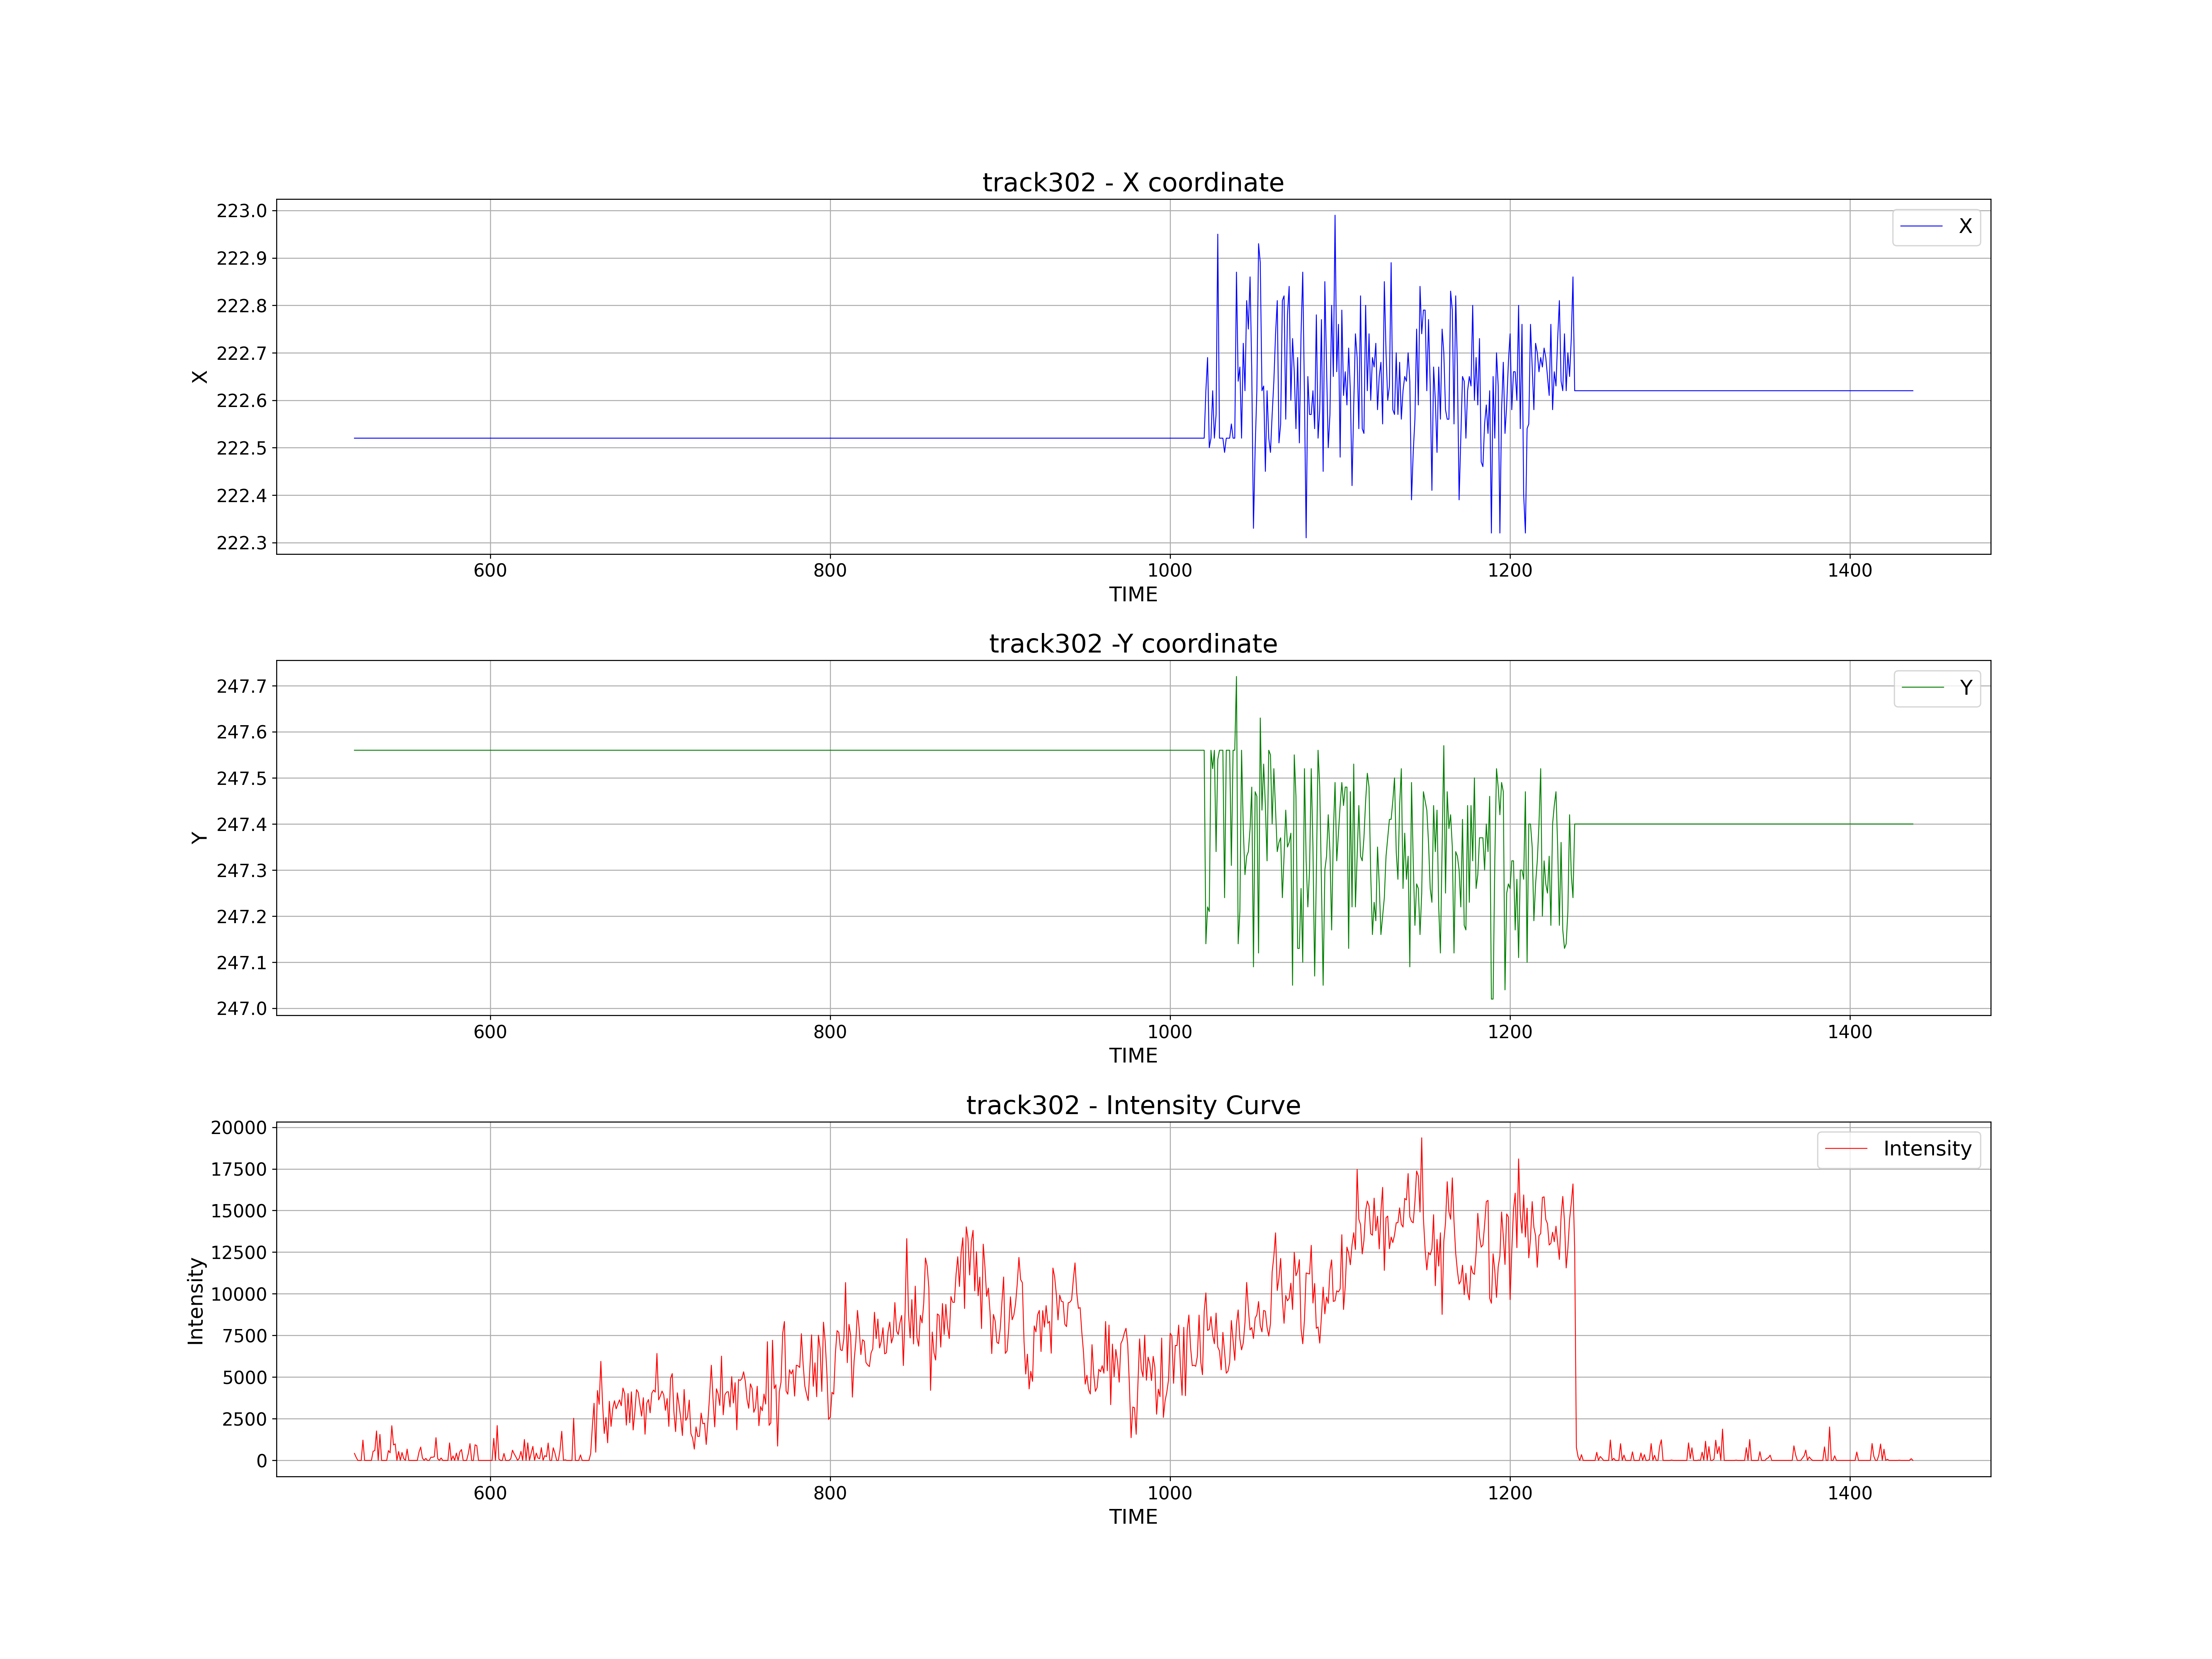 track302 - X coordinate
X
223.0
222.9
222.8
222.7
222.6
222.5
222.4
222.3
X
600 800 1000 1200 1400
TIME
track302 -Y coordinate
Y
247.7
247.6
247.5
247.4
247.3
247.2
247.1
247.0
Y
600 800 1000 1200 1400
TIME
track302 - Intensity Curve
Intensity
20000
17500
15000
12500
10000
7500
5000
2500
0
Intensity
600 800 1000 1200 1400
TIME